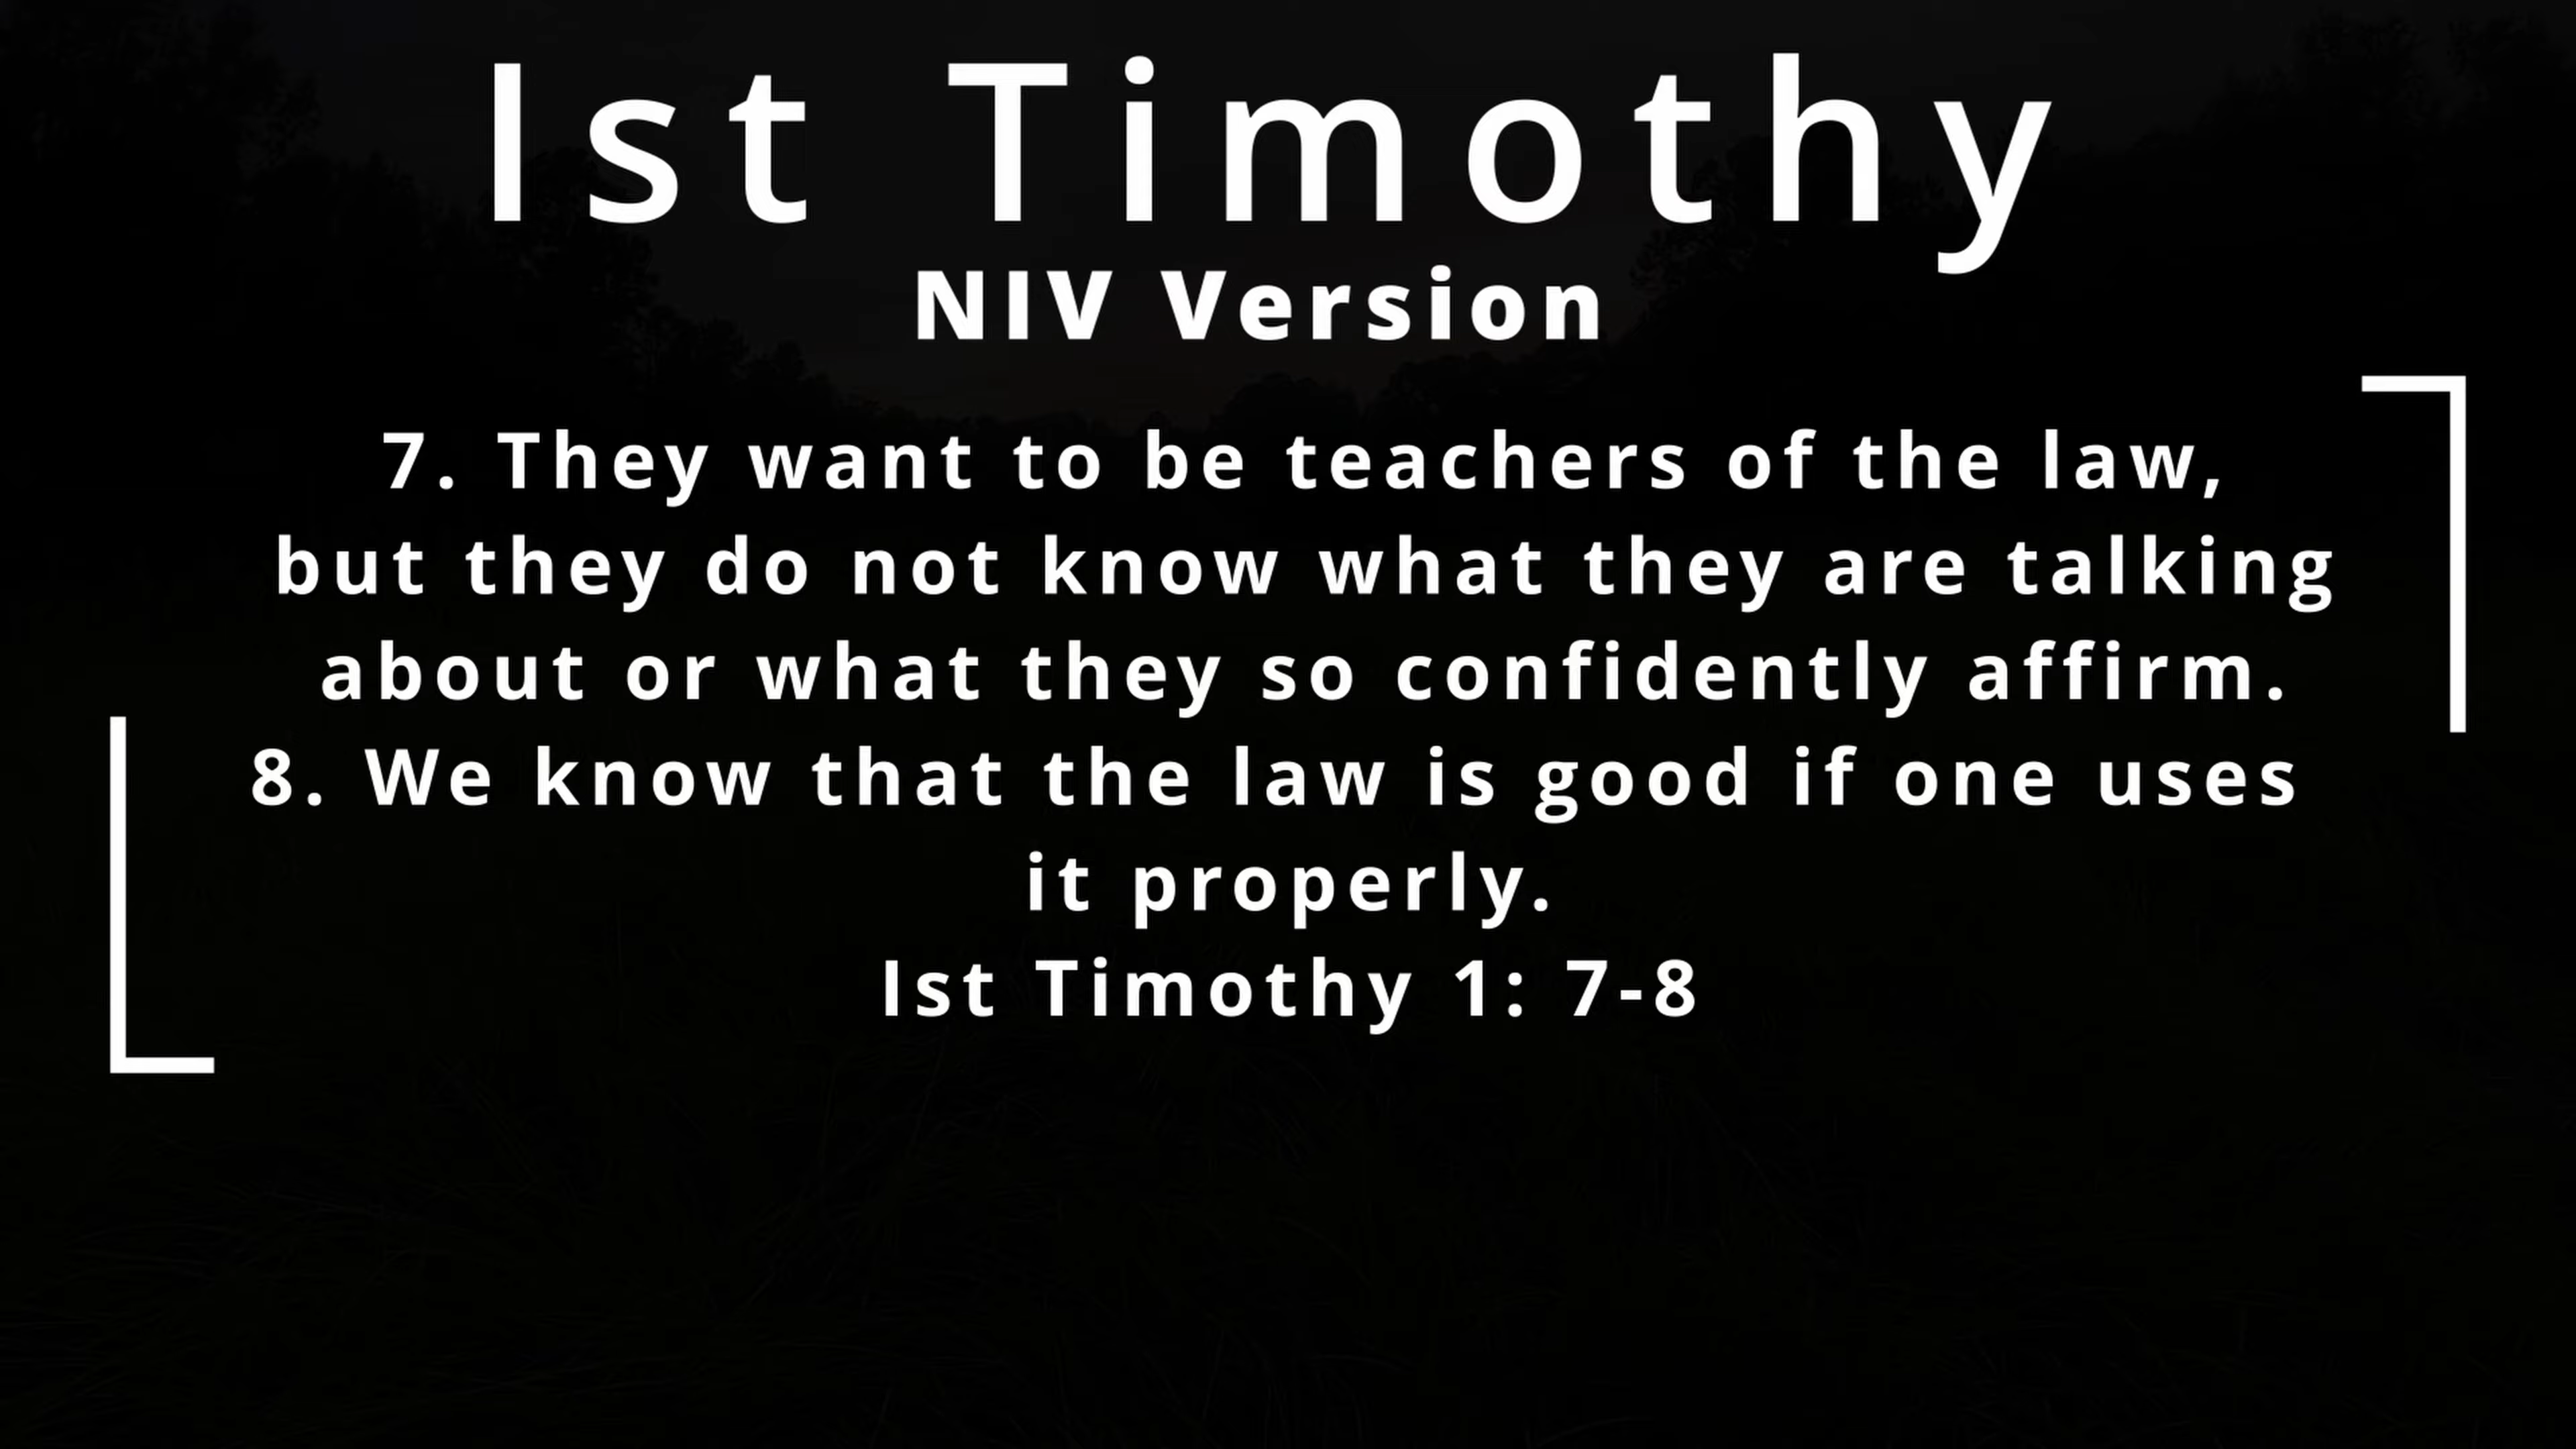 Ist Timothy
NIV Version
7. They want to be teachers of the law,
but they do not know what they are talking
about or what they so confidently affirm.
8. We know that the law is good if one uses
it properly.
Ist Timothy 1: 7-8